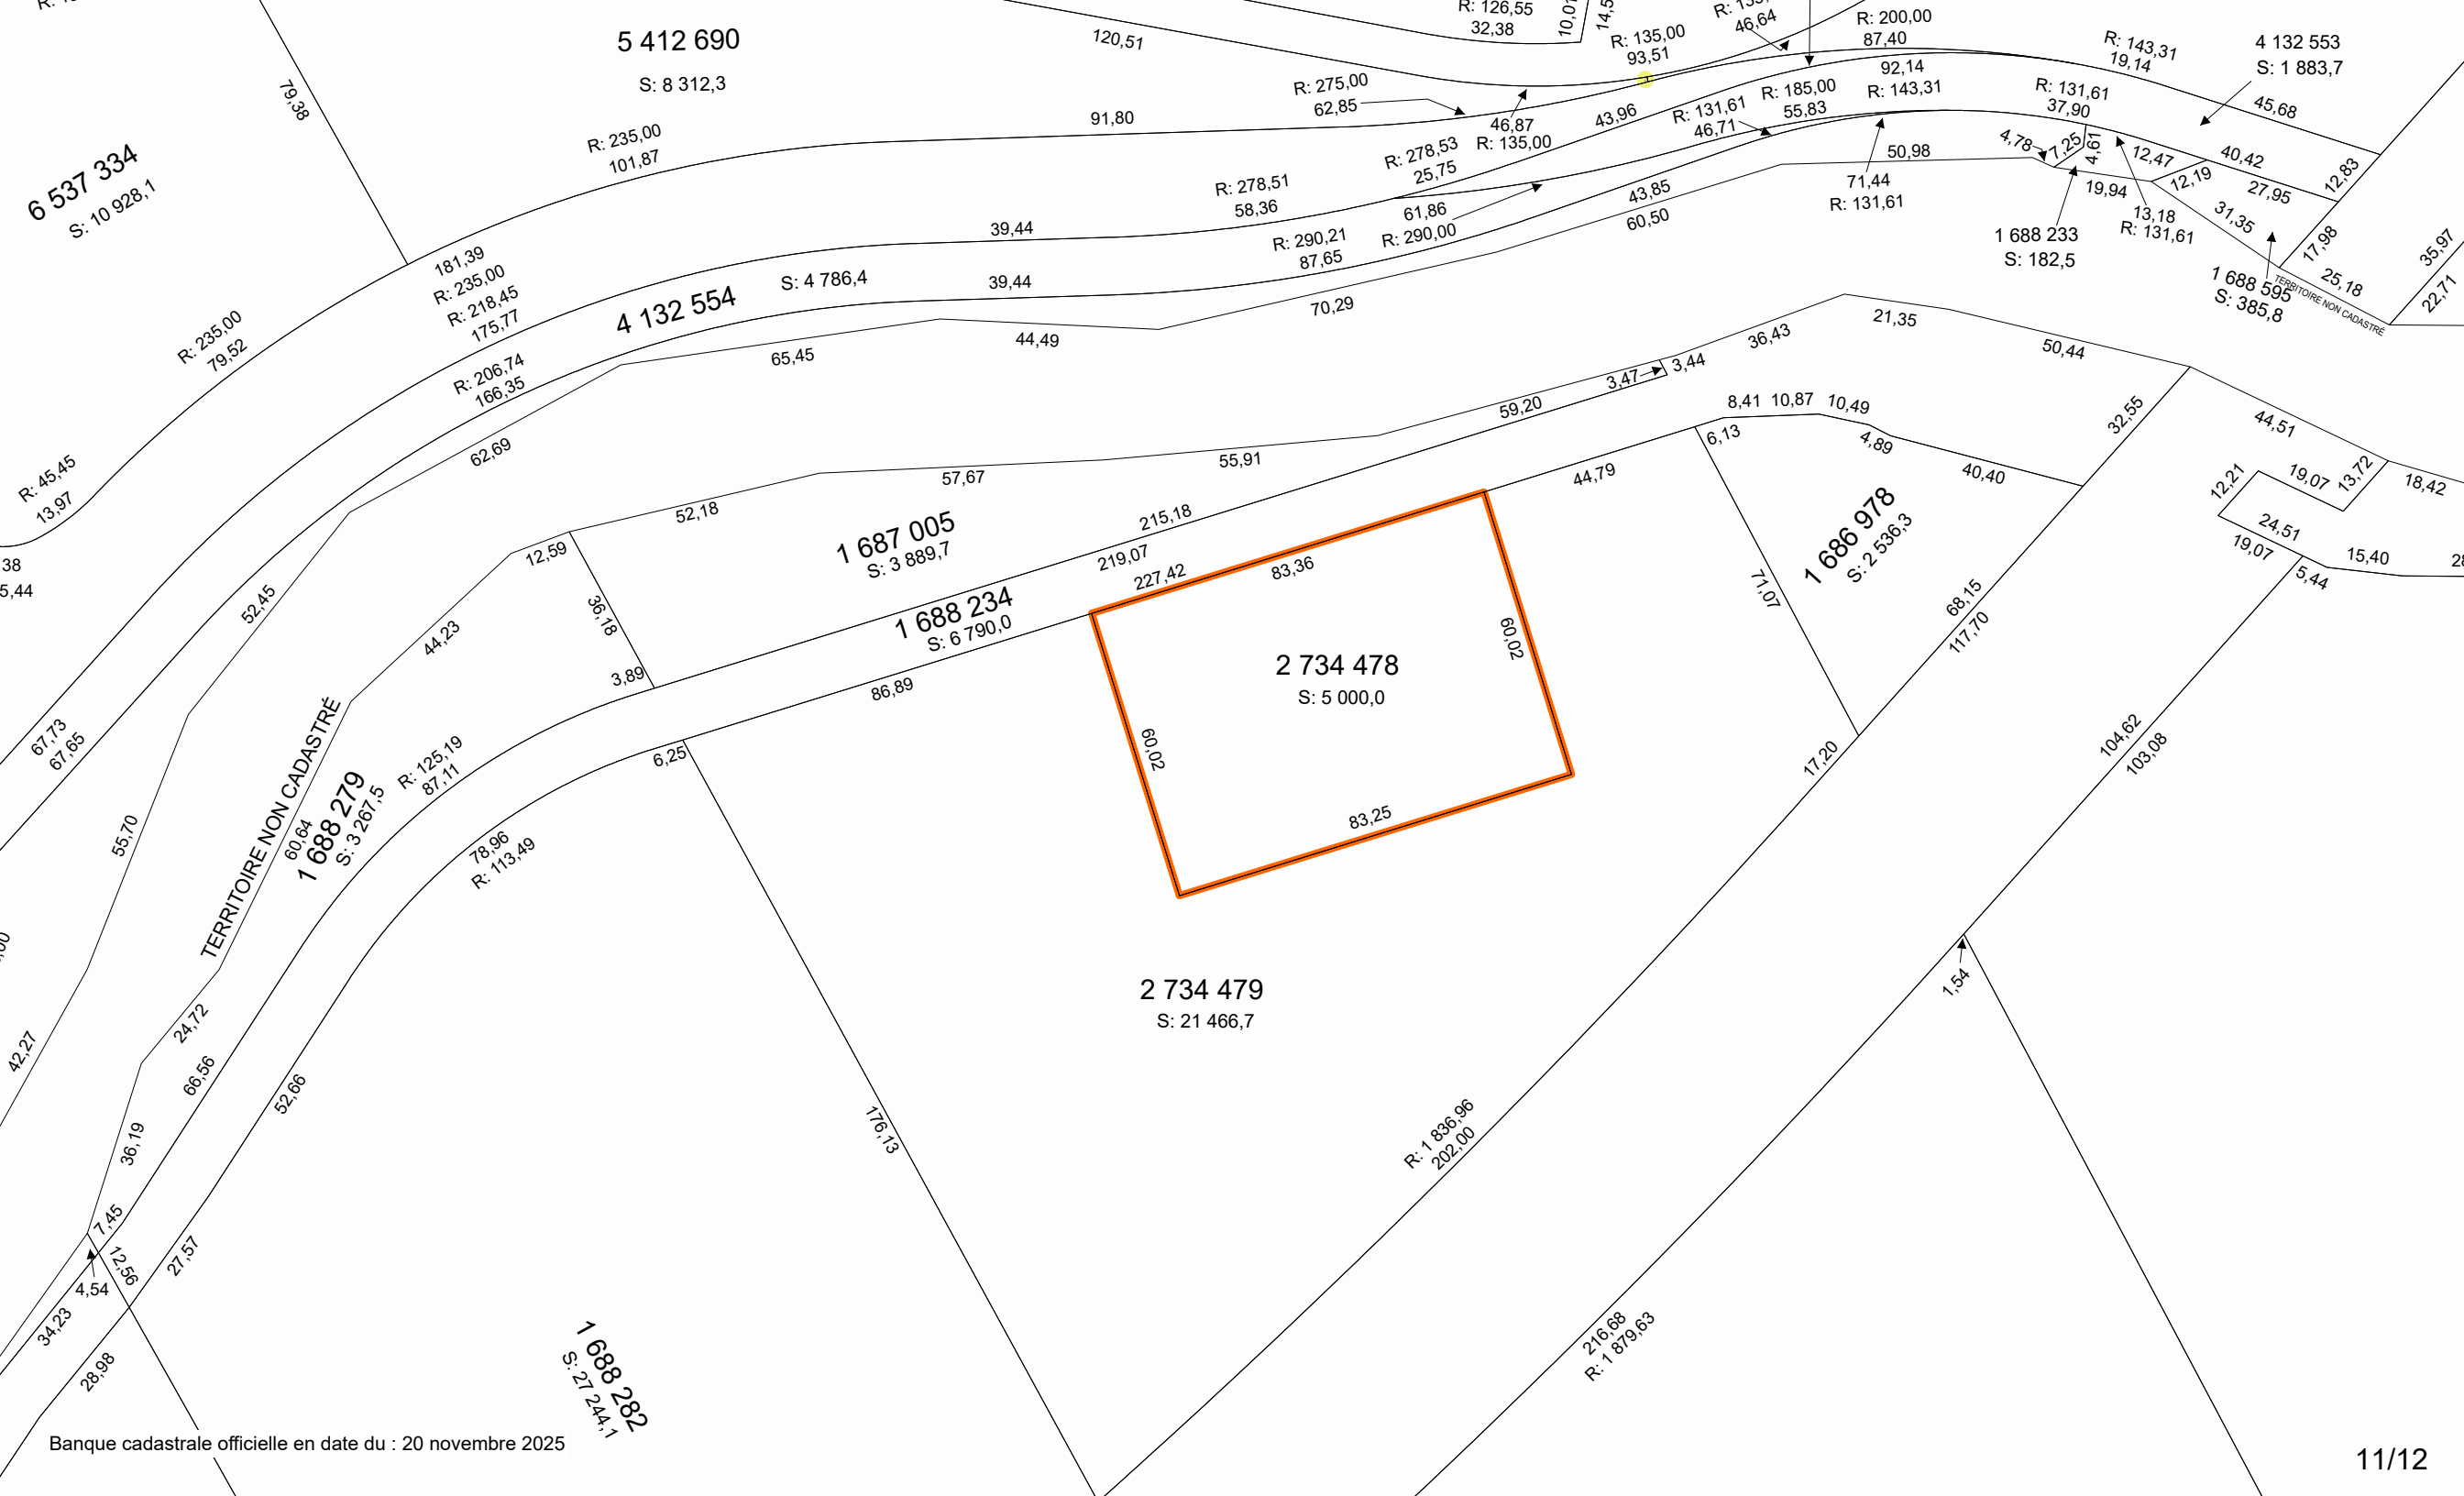 R: 126,55
32,38
10,01
R: 135,00
93,51
46,64
R: 200,00
87,40
R: 143,31
19,14
4 132 553
S: 1 883,7
5 412 690
S: 8 312,3
120,51
79,38
R: 275,00
62,85
91,80
46,87
R: 135,00
43,96
R: 131,61
46,71
R: 185,00
55,83
92,14
R: 143,31
R: 131,61
37,90
45,68
6 537 334
S: 10 928,1
R: 235,00
101,87
R: 278,53
25,75
50,98
4,78
7,25
4,61
12,47
40,42
12,83
R: 278,51
58,36
39,44
61,86
R: 290,00
R: 290,21
87,65
43,85
60,50
71,44
R: 131,61
19,94
12,19
27,95
13,18
R: 131,61
31,35
17,98
35,97
1 688 233
S: 182,5
1 688 595
S: 385,8
TERRITOIRE NON CADASTRÉ
25,18
22,71
181,39
R: 235,00
R: 218,45
175,77
4 132 554
S: 4 786,4
39,44
R: 235,00
79,52
R: 206,74
166,35
65,45
44,49
70,29
3,47
3,44
36,43
21,35
50,44
59,20
8,41
10,87
10,49
32,55
44,51
R: 45,45
13,97
62,69
57,67
55,91
6,13
4,89
40,40
44,79
12,21
19,07
13,72
18,42
38
5,44
52,18
12,59
1 687 005
S: 3 889,7
215,18
219,07
227,42
83,36
1 686 978
S: 2 536,3
71,07
24,51
19,07
15,40
5,44
52,45
44,23
36,18
1 688 234
S: 6 790,0
60,02
68,15
117,70
3,89
86,89
2 734 478
S: 5 000,0
67,73
67,65
R: 125,19
87,11
6,25
60,02
83,25
17,20
104,62
103,08
TERRITOIRE NON CADASTRÉ
60,64
1 688 279
S: 3 267,5
55,70
78,96
R: 113,49
2 734 479
S: 21 466,7
1,54
42,27
24,72
66,56
52,66
36,19
176,13
R: 1 836,96
202,00
7,45
12,56
27,57
4,54
34,23
28,98
1 688 282
S: 27 244,1
216,68
R: 1 879,63
Banque cadastrale officielle en date du : 20 novembre 2025
11/12